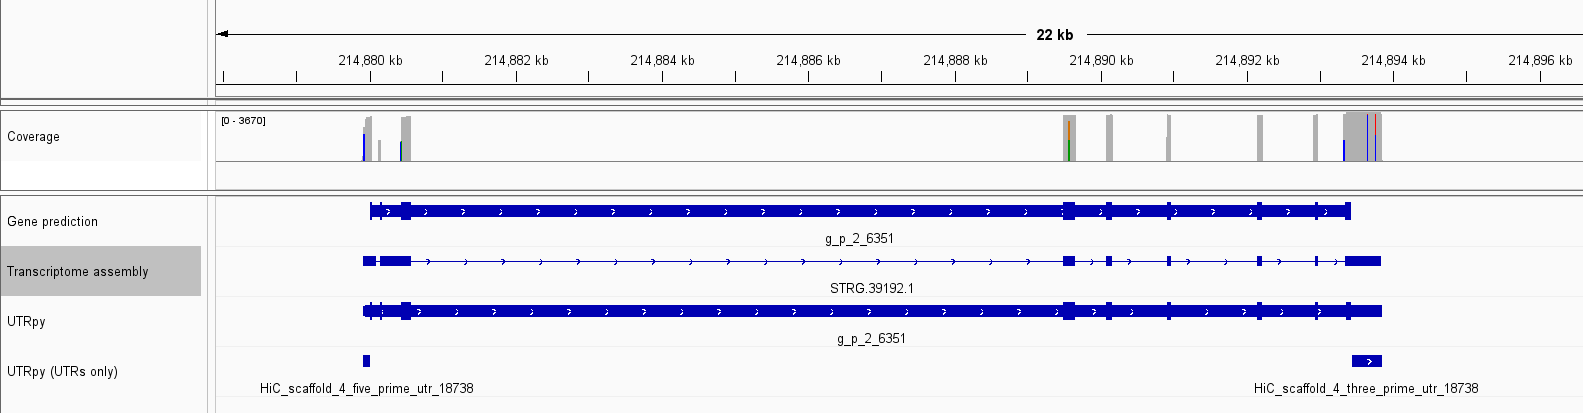 22 kb
214,880 kb 214,882 kb 214,884 kb 214,886 kb 214,888 kb 214,890 kb 214,892 kb 214,894 kb 214,896 kb
[0 - 3670]
Coverage
Gene prediction
g_p_2_6351
Transcriptome assembly
STRG.39192.1
UTRpy
g_p_2_6351
UTRpy (UTRs only)
HiC_scaffold_4_five_prime_utr_18738 HiC_scaffold_4_three_prime_utr_18738